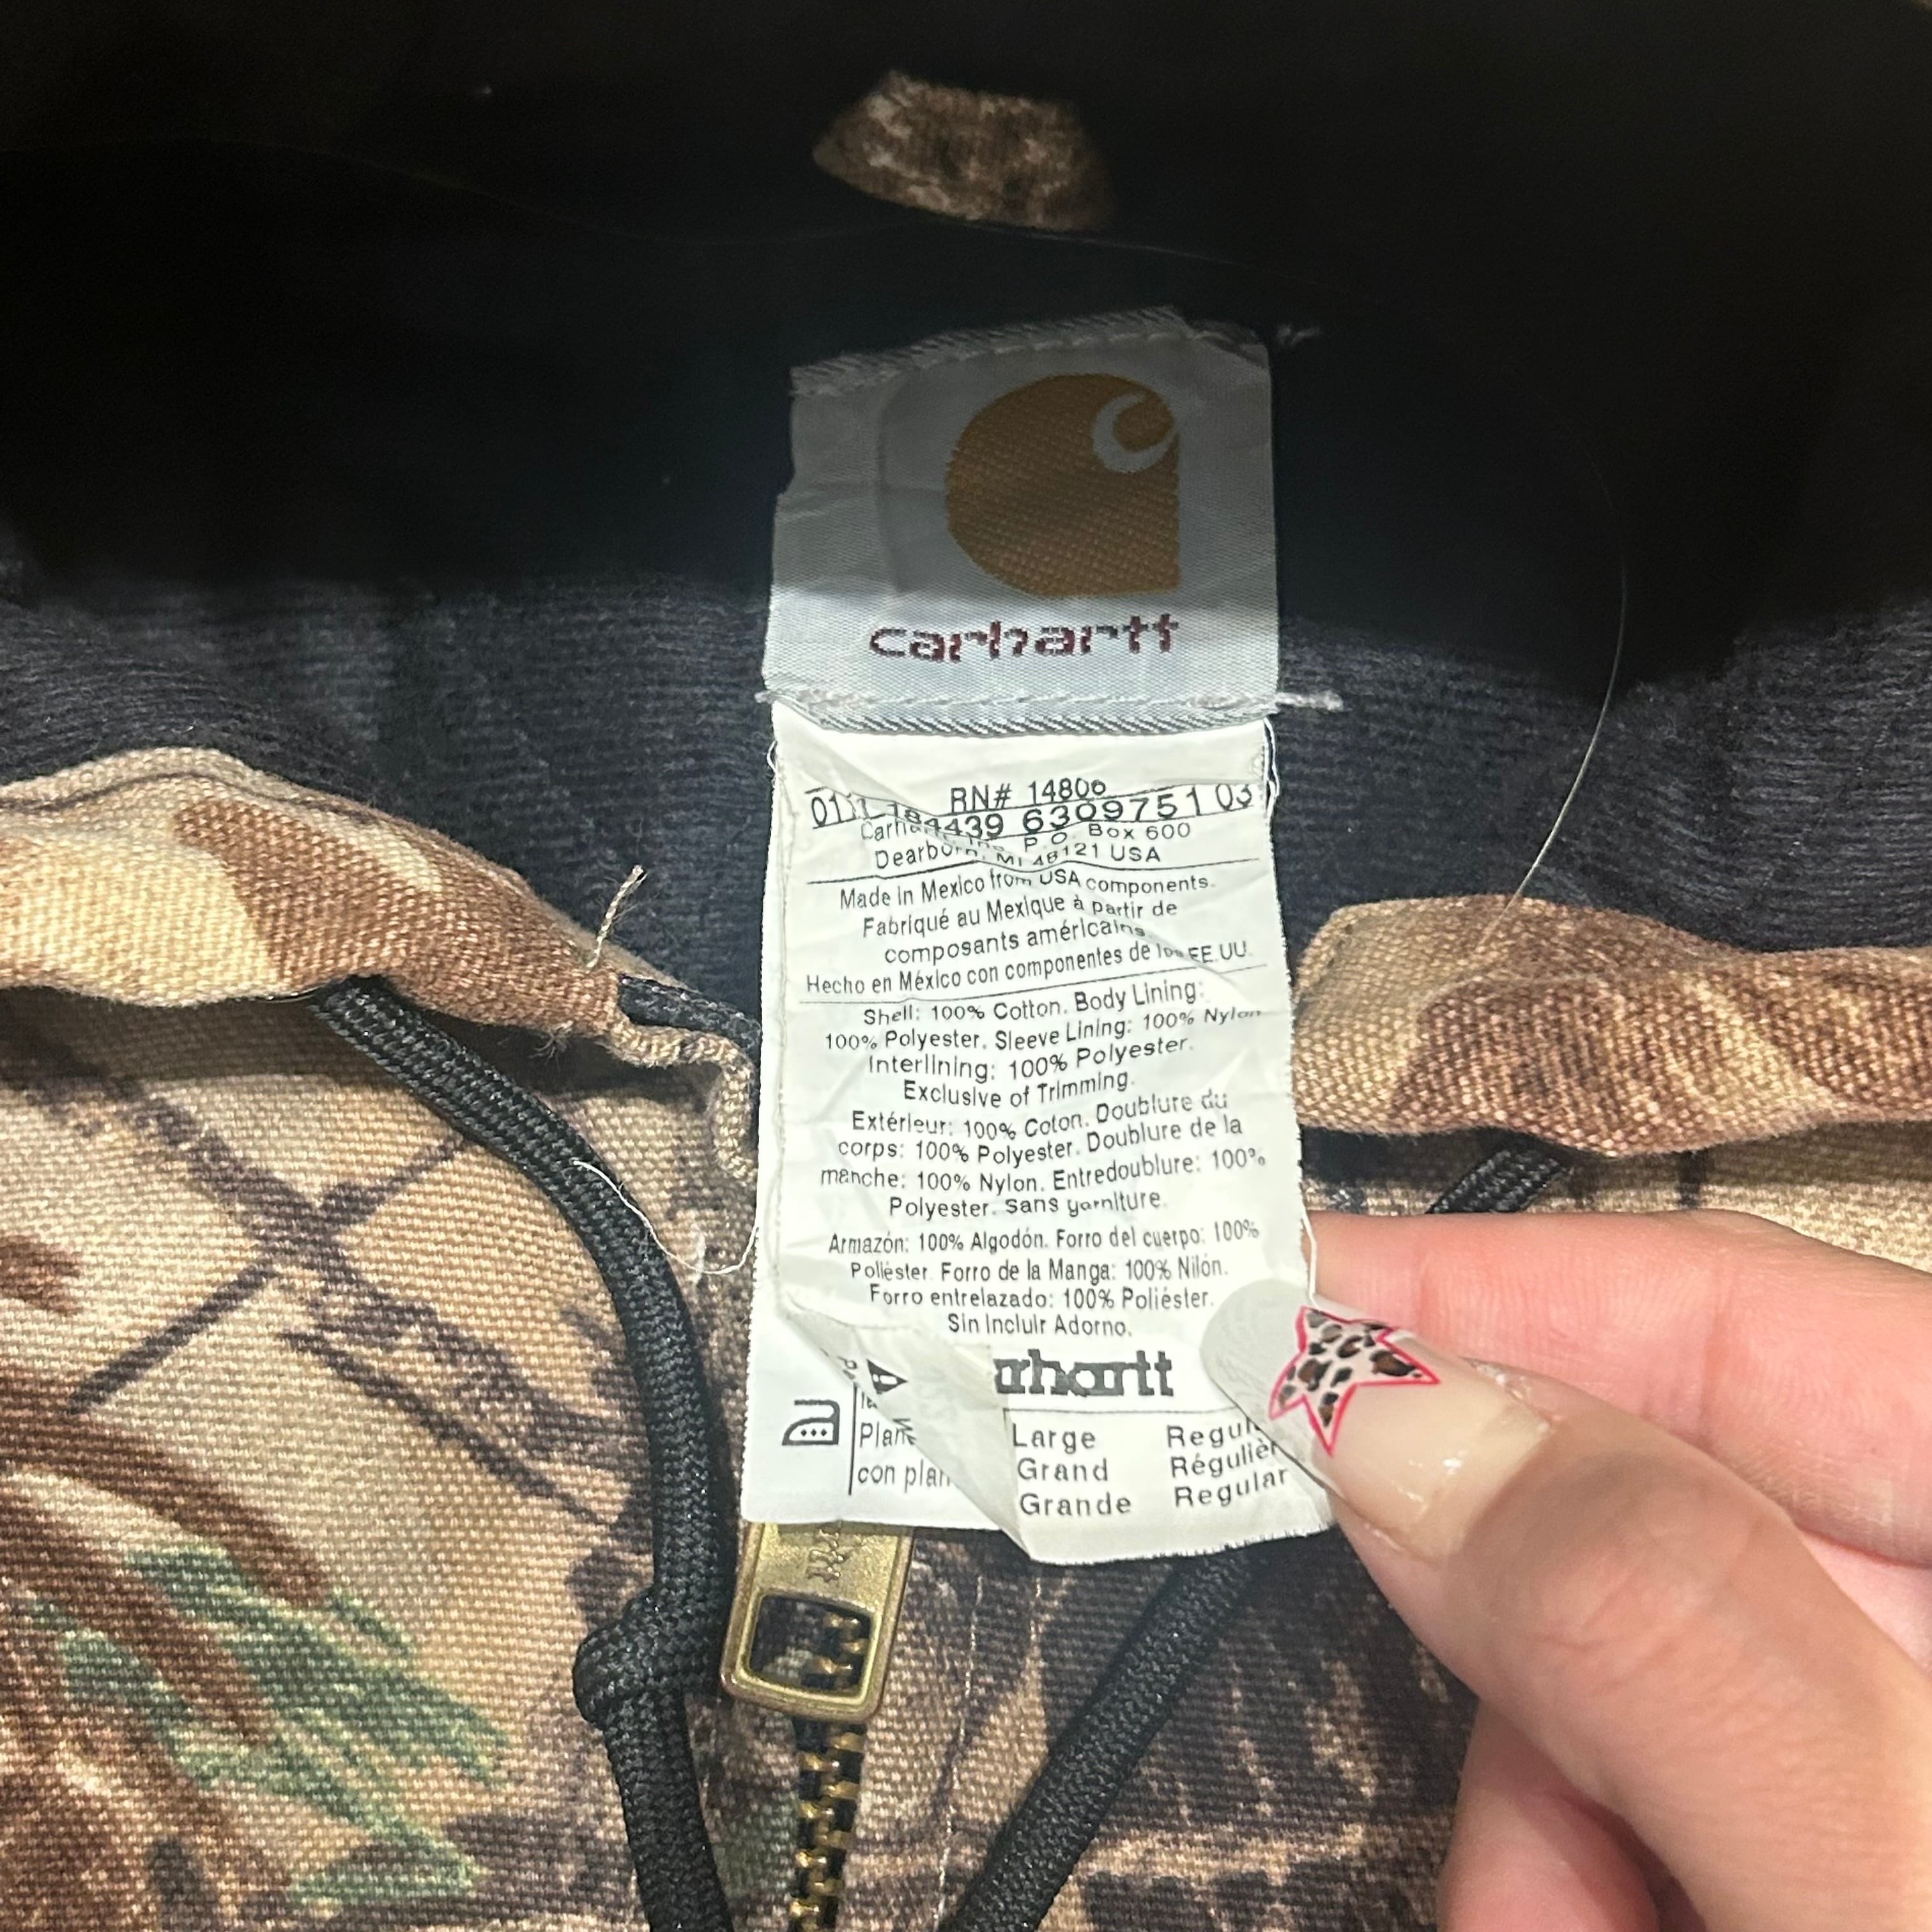 carhartt
RN# 14806
6309751 03
P.O. Box 600
Dearborn, MI 48121 USA
Made in Mexico from USA components.
Fabriqué au Mexique à partir de
composants américains.
Hecho en México con componentes de los EE.UU.
Shell: 100% Cotton. Body Lining:
100% Polyester. Sleeve Lining: 100% Nylon
Interlining: 100% Polyester.
Exclusive of Trimming.
Extérieur: 100% Coton. Doublure du
corps: 100% Polyester. Doublure de la
manche: 100% Nylon. Entredoublure: 100%
Polyester. Sans garniture.
Armazón: 100% Algodón. Forro del cuerpo: 100%
Poliéster. Forro de la Manga: 100% Nilón.
Forro entrelazado: 100% Poliéster.
Sin Incluir Adorno.
rhartt
Large Regul
Grand Régulier
con plan Grande Regular